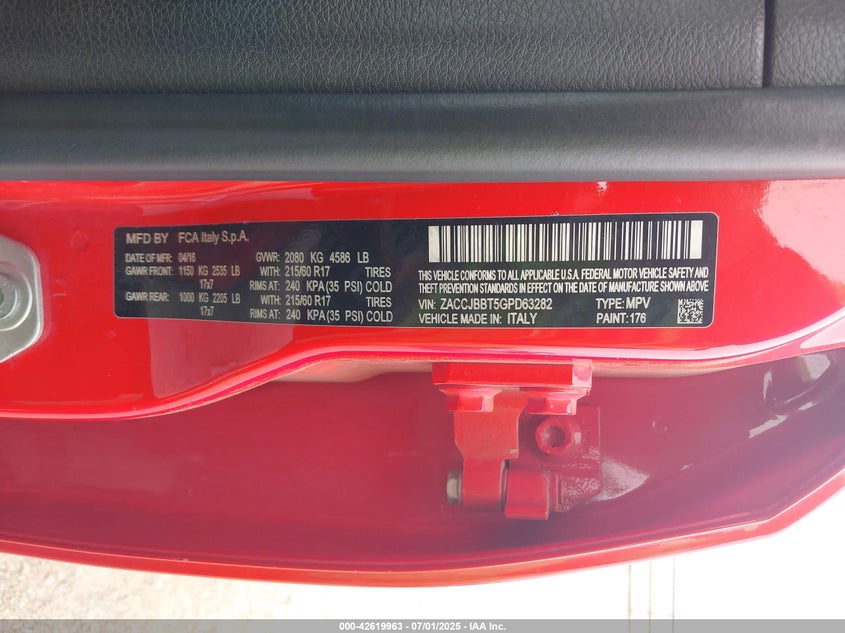 MFD BY FCA Italy S.p.A.
DATE OF MFR: 04/16 GVWR: 2080 KG 4586 LB
GAWR FRONT: 1150 KG 2535 LB WITH: 215/60 R17 TIRES
17x7 RIMS AT: 240 KPA(35 PSI) COLD
GAWR REAR: 1000 KG 2205 LB WITH: 215/60 R17 TIRES
17x7 RIMS AT: 240 KPA(35 PSI) COLD
THIS VEHICLE CONFORMS TO ALL APPLICABLE U.S.A. FEDERAL MOTOR VEHICLE SAFETY AND
THEFT PREVENTION STANDARDS IN EFFECT ON THE DATE OF MANUFACTURE SHOWN ABOVE.
VIN: ZACCJBBT5GPD63282 TYPE: MPV
VEHICLE MADE IN: ITALY PAINT: 176
000-42619963 - 07/01/2025 - IAA Inc.